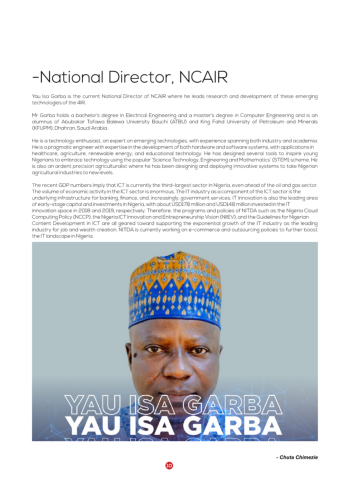 -National Director, NCAIR
Yau Isa Garba is the current National Director of NCAIR where he leads research and development of these emerging
technologies of the 4IR.
Mr Garba holds a bachelor's degree in Electrical Engineering and a master's degree in Computer Engineering and is an
alumnus of Abubakar Tafawa Balewa University Bauchi (ATBU) and King Fahd University of Petroleum and Minerals
(KFUPM), Dhahran, Saudi Arabia.
He is a technology enthusiast, an expert on emerging technologies, with experience spanning both industry and academia.
He is a pragmatic engineer with expertise in the development of both hardware and software systems, with applications in
healthcare, agriculture, renewable energy, and educational technology. He has designed several tools to inspire young
Nigerians to embrace technology using the popular 'Science Technology, Engineering and Mathematics' (STEM) scheme. He
is also an ardent precision agriculturalist where he has been designing and deploying innovative systems to take Nigerian
agricultural industries to new levels.
The recent GDP numbers imply that ICT is currently the third-largest sector in Nigeria, even ahead of the oil and gas sector.
The volume of economic activity in the ICT sector is enormous. The IT industry as a component of the ICT sector is the
underlying infrastructure for banking, finance, and, increasingly, government services. IT innovation is also the leading area
of early-stage capital and investments in Nigeria, with about USD178 million and USD148 million invested in the IT
innovation space in 2018 and 2019, respectively. Therefore, the programs and policies of NITDA such as the Nigeria Cloud
Computing Policy (NCCP), the Nigeria ICT Innovation and Entrepreneurship Vision (NIIEV), and the Guidelines for Nigerian
Content Development in ICT are all geared toward supporting the exponential growth of the IT industry as the leading
industry for job and wealth creation. NITDA is currently working on e-commerce and outsourcing policies to further boost
the IT landscape in Nigeria.
YAU ISA GARBA
YAU ISA GARBA
YAU ISA GARBA
- Chuta Chimezie
30